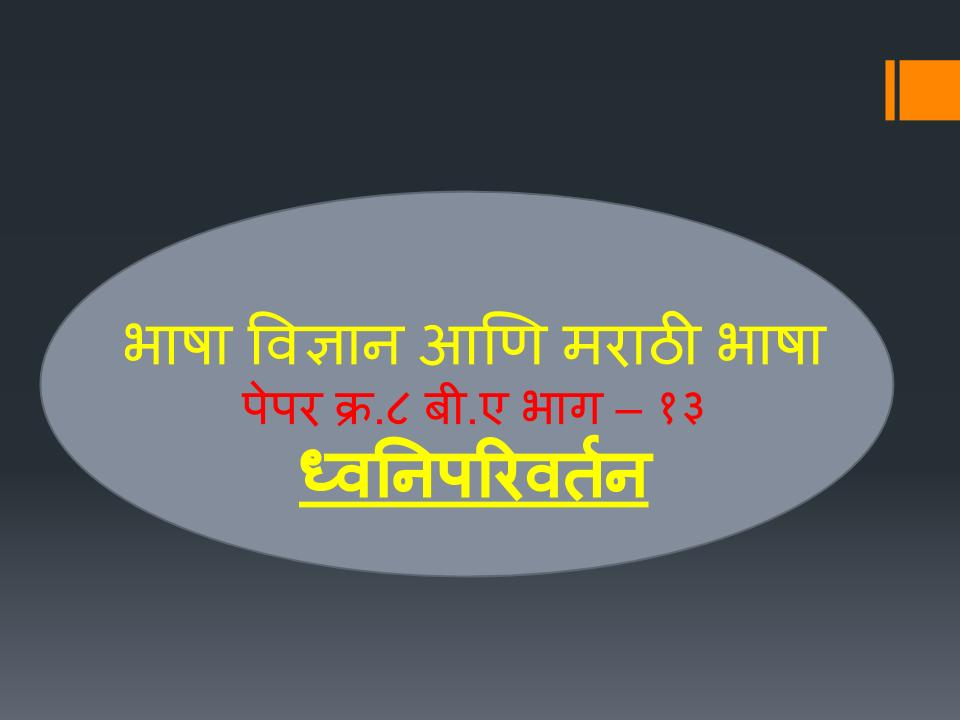 भाषा विज्ञान आणि मराठी भाषा
पेपर क्र.८ बी.ए भाग – १३
ध्वनिपरिवर्तन